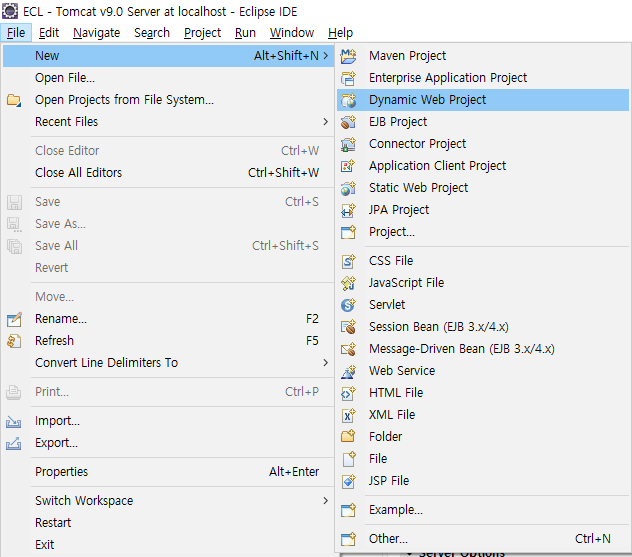 ECL - Tomcat v9.0 Server at localhost - Eclipse IDE
File Edit Navigate Search Project Run Window Help
New Alt+Shift+N >
Open File...
Open Projects from File System...
Recent Files >
Close Editor Ctrl+W
Close All Editors Ctrl+Shift+W
Save Ctrl+S
Save As...
Save All Ctrl+Shift+S
Revert
Move...
Rename... F2
Refresh F5
Convert Line Delimiters To >
Print... Ctrl+P
Import...
Export...
Properties Alt+Enter
Switch Workspace >
Restart
Exit
Maven Project
Enterprise Application Project
Dynamic Web Project
EJB Project
Connector Project
Application Client Project
Static Web Project
JPA Project
Project...
CSS File
JavaScript File
Servlet
Session Bean (EJB 3.x/4.x)
Message-Driven Bean (EJB 3.x/4.x)
Web Service
HTML File
XML File
Folder
File
JSP File
Example...
Other... Ctrl+N
Server Options